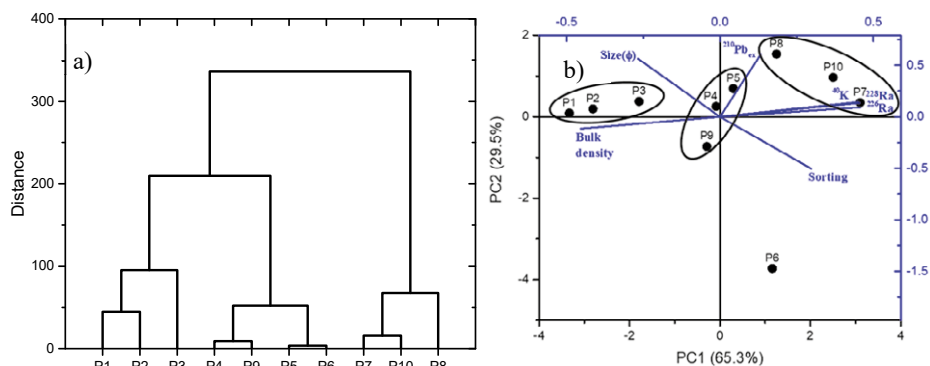 a)
400
300
200
100
0
Distance
P1 P2 P3 P4 P9 P5 P6 P7 P10 P8
b)
-0.5 0.0 0.5
2
0
-2
-4
PC2 (29.5%)
0.5
0.0
-0.5
-1.0
-1.5
Size(ϕ)
²¹⁰Pbₑₓ
P8
P10
P5
P4
P7
⁴⁰K
²²⁸Ra
²²⁶Ra
P1 P2 P3
P9
Bulk
density
Sorting
P6
-4 -2 0 2 4
PC1 (65.3%)